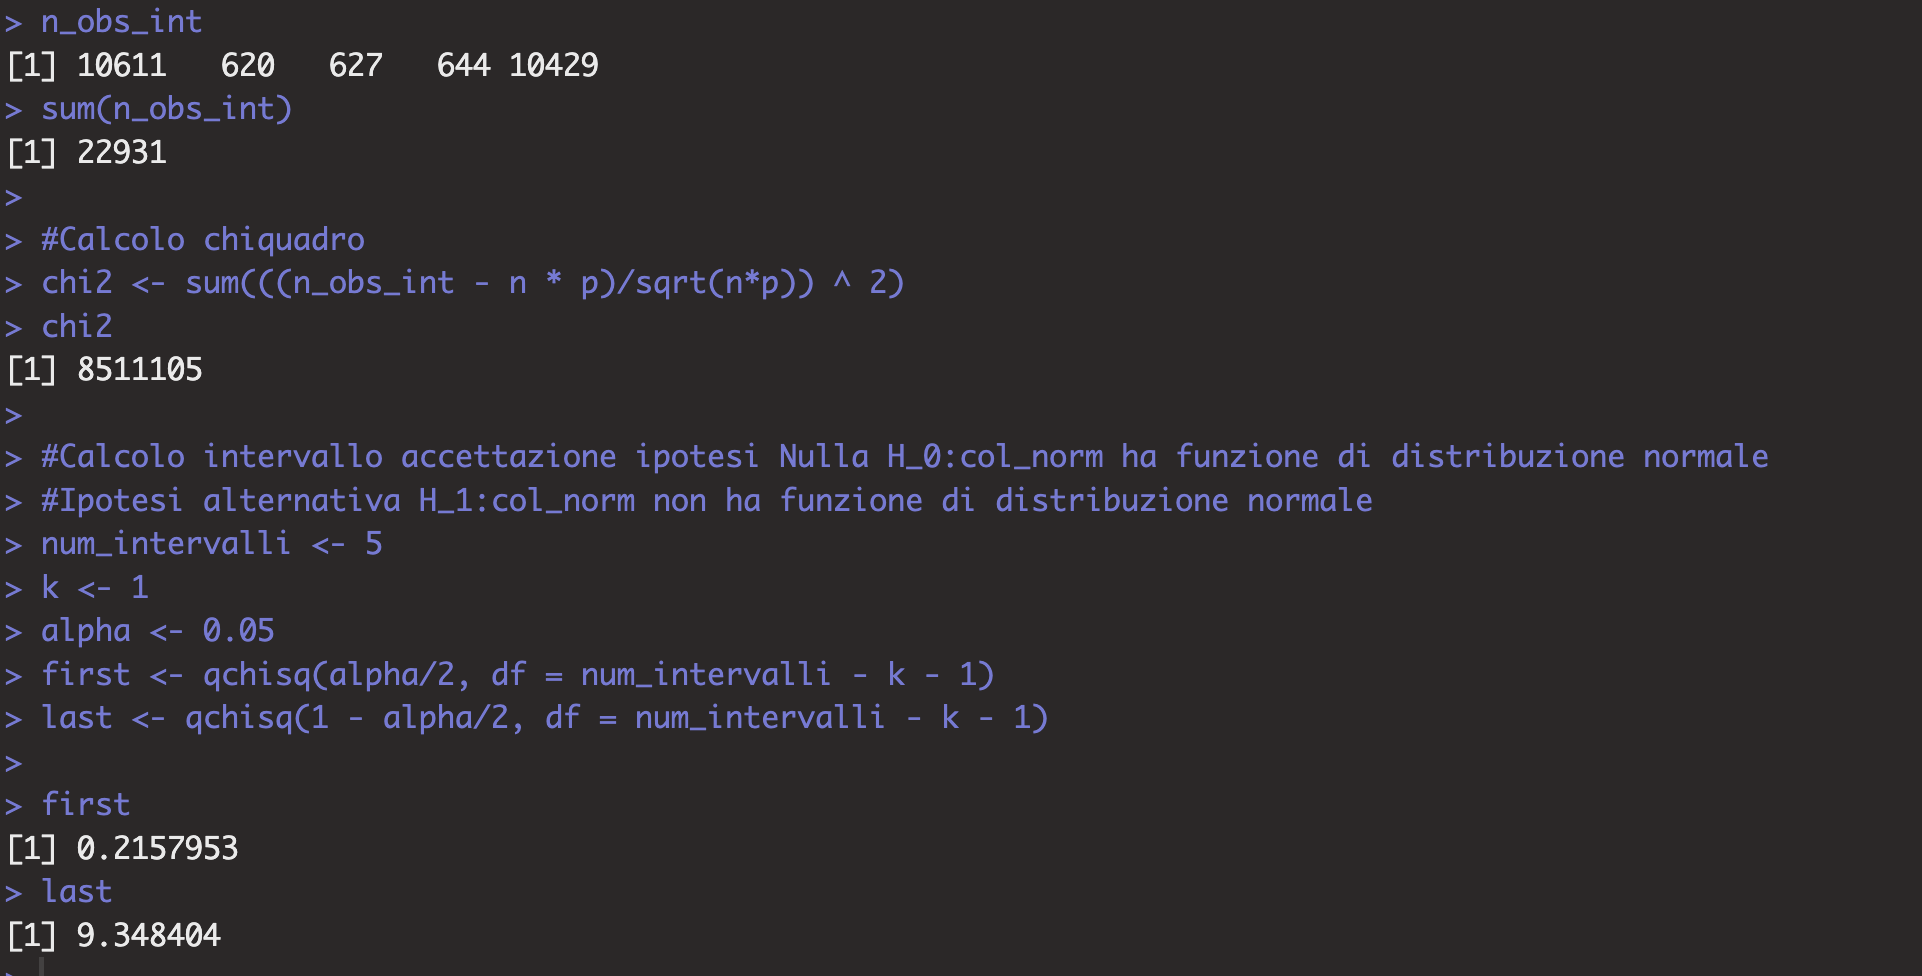 > n_obs_int
[1] 10611   620   627   644 10429
> sum(n_obs_int)
[1] 22931
>
> #Calcolo chiquadro
> chi2 <- sum(((n_obs_int - n * p)/sqrt(n*p)) ^ 2)
> chi2
[1] 8511105
>
> #Calcolo intervallo accettazione ipotesi Nulla H_0:col_norm ha funzione di distribuzione normale
> #Ipotesi alternativa H_1:col_norm non ha funzione di distribuzione normale
> num_intervalli <- 5
> k <- 1
> alpha <- 0.05
> first <- qchisq(alpha/2, df = num_intervalli - k - 1)
> last <- qchisq(1 - alpha/2, df = num_intervalli - k - 1)
>
> first
[1] 0.2157953
> last
[1] 9.348404
>